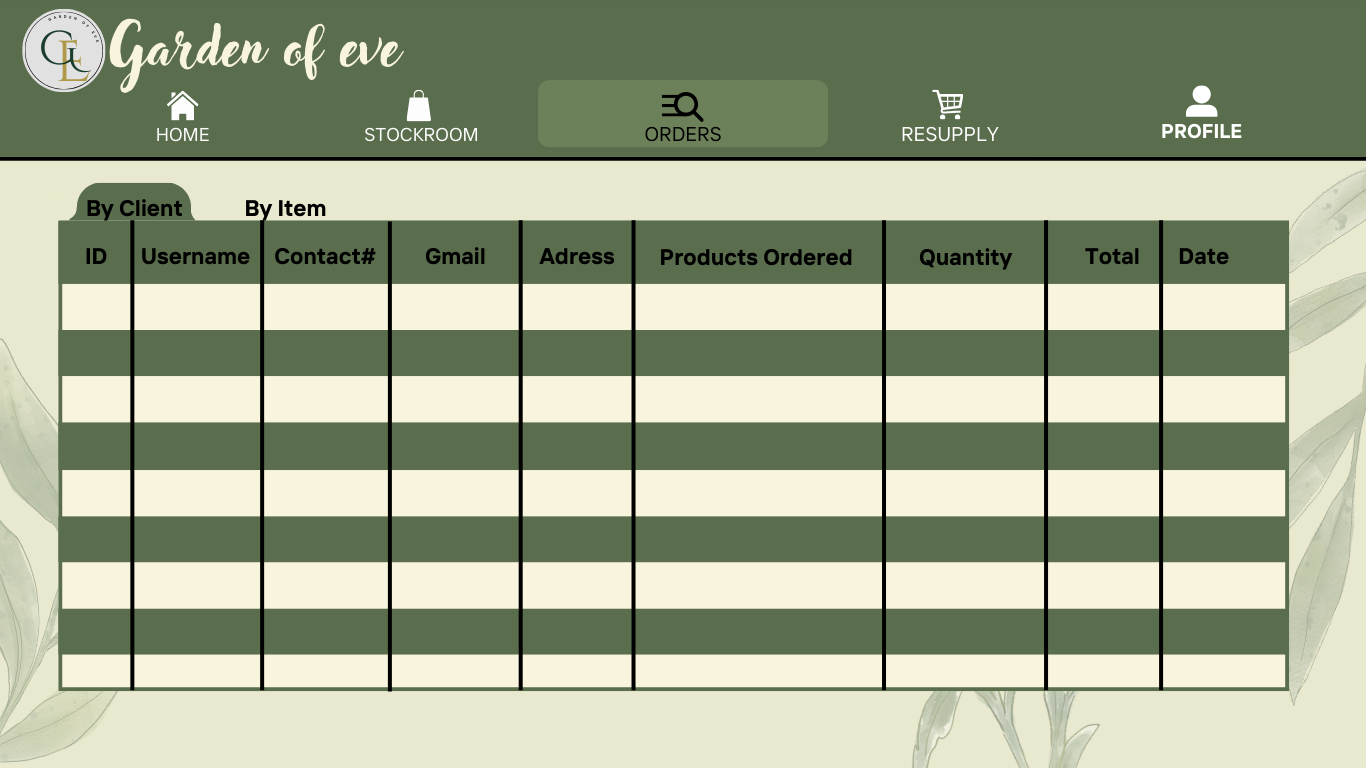 GARDEN OF EVE
GE
Garden of eve
HOME
STOCKROOM
ORDERS
RESUPPLY
PROFILE
By Client
By Item
ID
Username
Contact#
Gmail
Adress
Products Ordered
Quantity
Total
Date